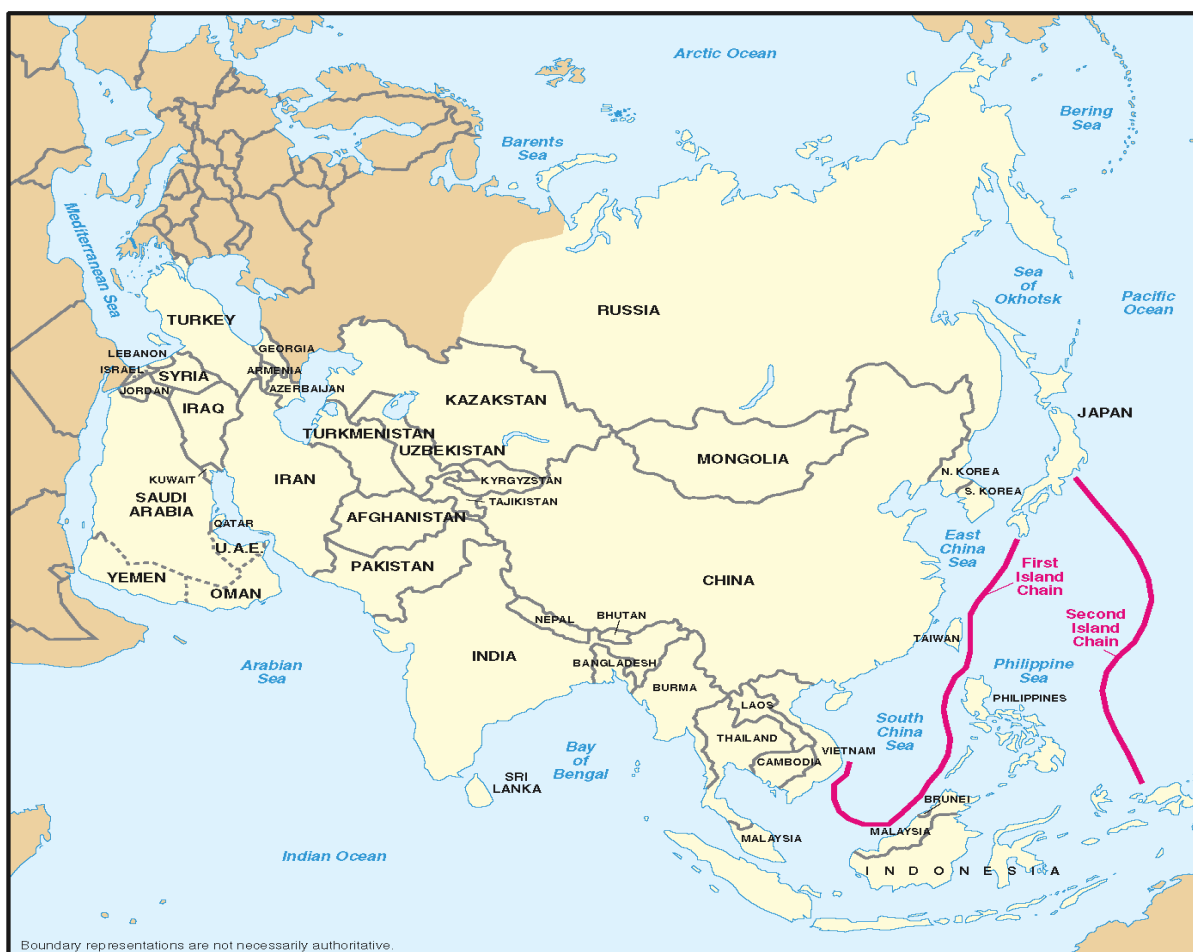 Arctic Ocean
Bering
Sea
Barents
Sea
Mediterranean Sea
Sea
of
Okhotsk
Pacific
Ocean
RUSSIA
TURKEY
GEORGIA
LEBANON
ARMENIA
ISRAEL
SYRIA
AZERBAIJAN
JORDAN
IRAQ
KAZAKSTAN
JAPAN
TURKMENISTAN
UZBEKISTAN
MONGOLIA
N. KOREA
KUWAIT
IRAN
KYRGYZSTAN
S. KOREA
SAUDI
ARABIA
TAJIKISTAN
QATAR
AFGHANISTAN
East
China
Sea
U.A.E.
PAKISTAN
First
Island
Chain
YEMEN
OMAN
CHINA
NEPAL
BHUTAN
TAIWAN
Second
Island
Chain
Arabian
Sea
INDIA
BANGLADESH
BURMA
Philippine
Sea
PHILIPPINES
LAOS
South
China
Sea
THAILAND
VIETNAM
CAMBODIA
Bay
of
Bengal
SRI
LANKA
BRUNEI
MALAYSIA
MALAYSIA
Indian Ocean
INDONESIA
Boundary representations are not necessarily authoritative.